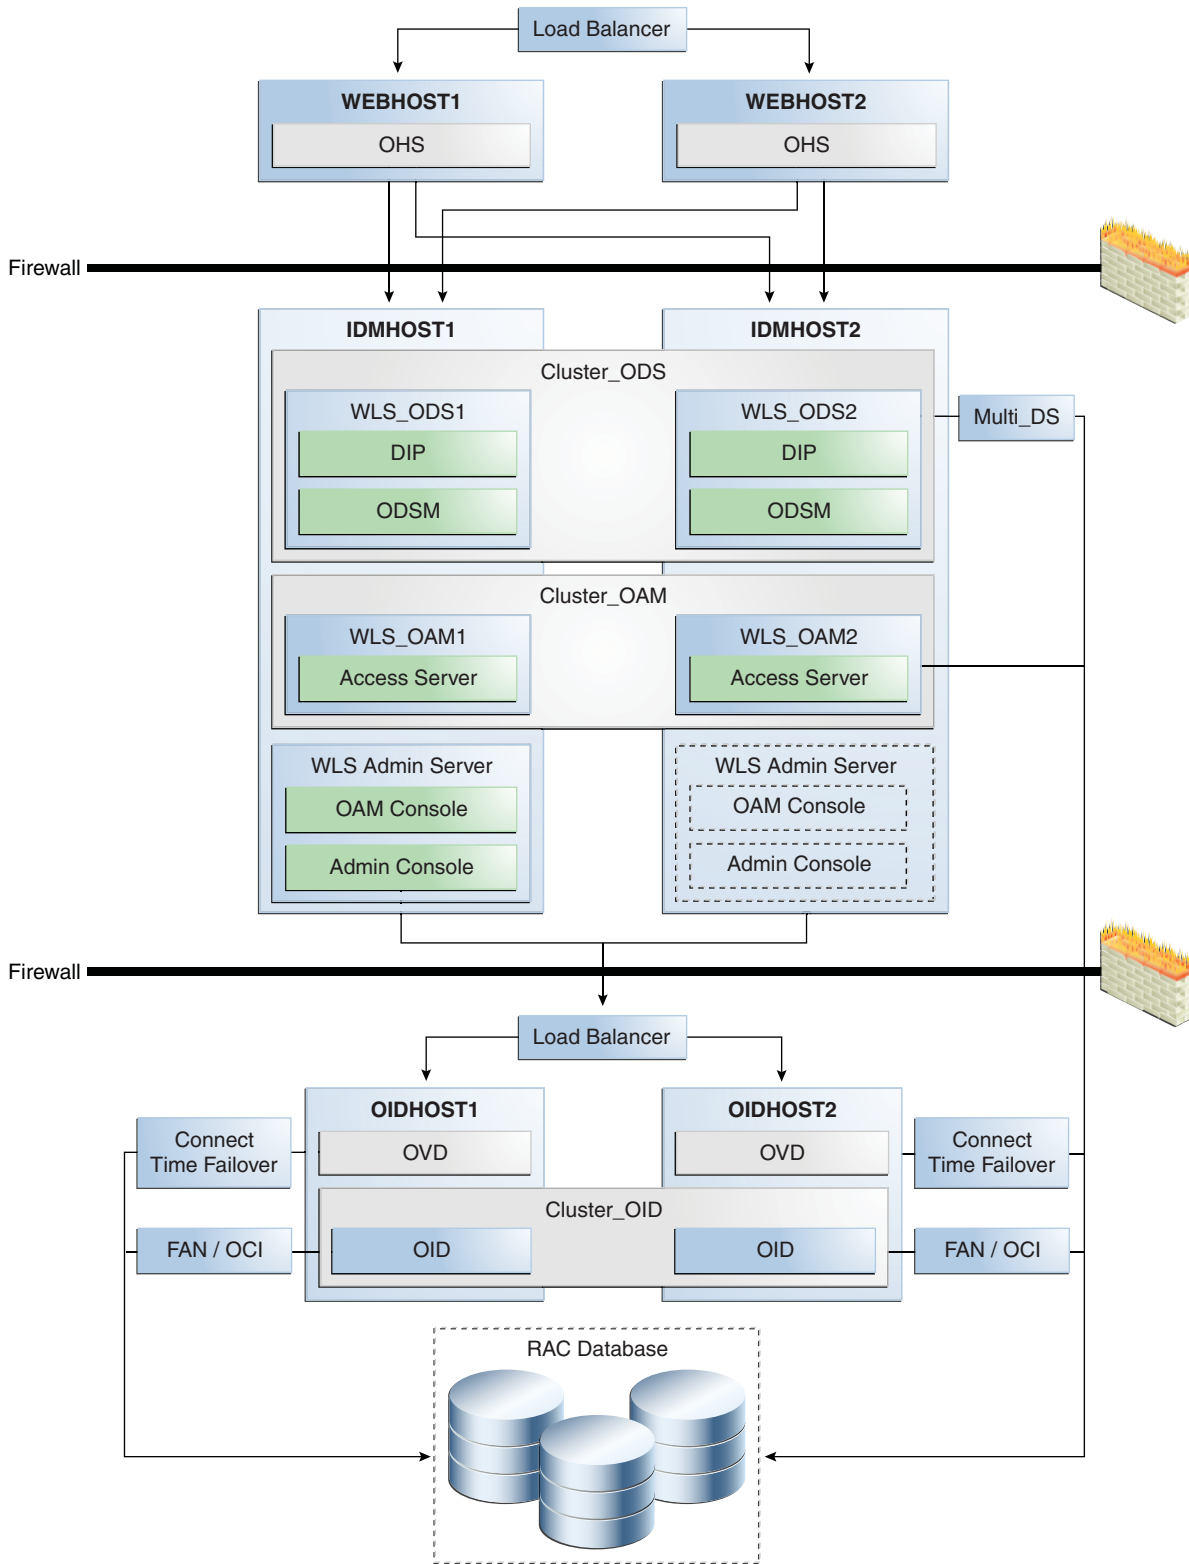 Load Balancer
WEBHOST1
WEBHOST2
OHS
OHS
Firewall
IDMHOST1
IDMHOST2
Cluster_ODS
WLS_ODS1
WLS_ODS2
Multi_DS
DIP
DIP
ODSM
ODSM
Cluster_OAM
WLS_OAM1
WLS_OAM2
Access Server
Access Server
WLS Admin Server
WLS Admin Server
OAM Console
OAM Console
Admin Console
Admin Console
Firewall
Load Balancer
OIDHOST1
OIDHOST2
Connect
Time Failover
OVD
OVD
Connect
Time Failover
Cluster_OID
FAN / OCI
OID
OID
FAN / OCI
RAC Database